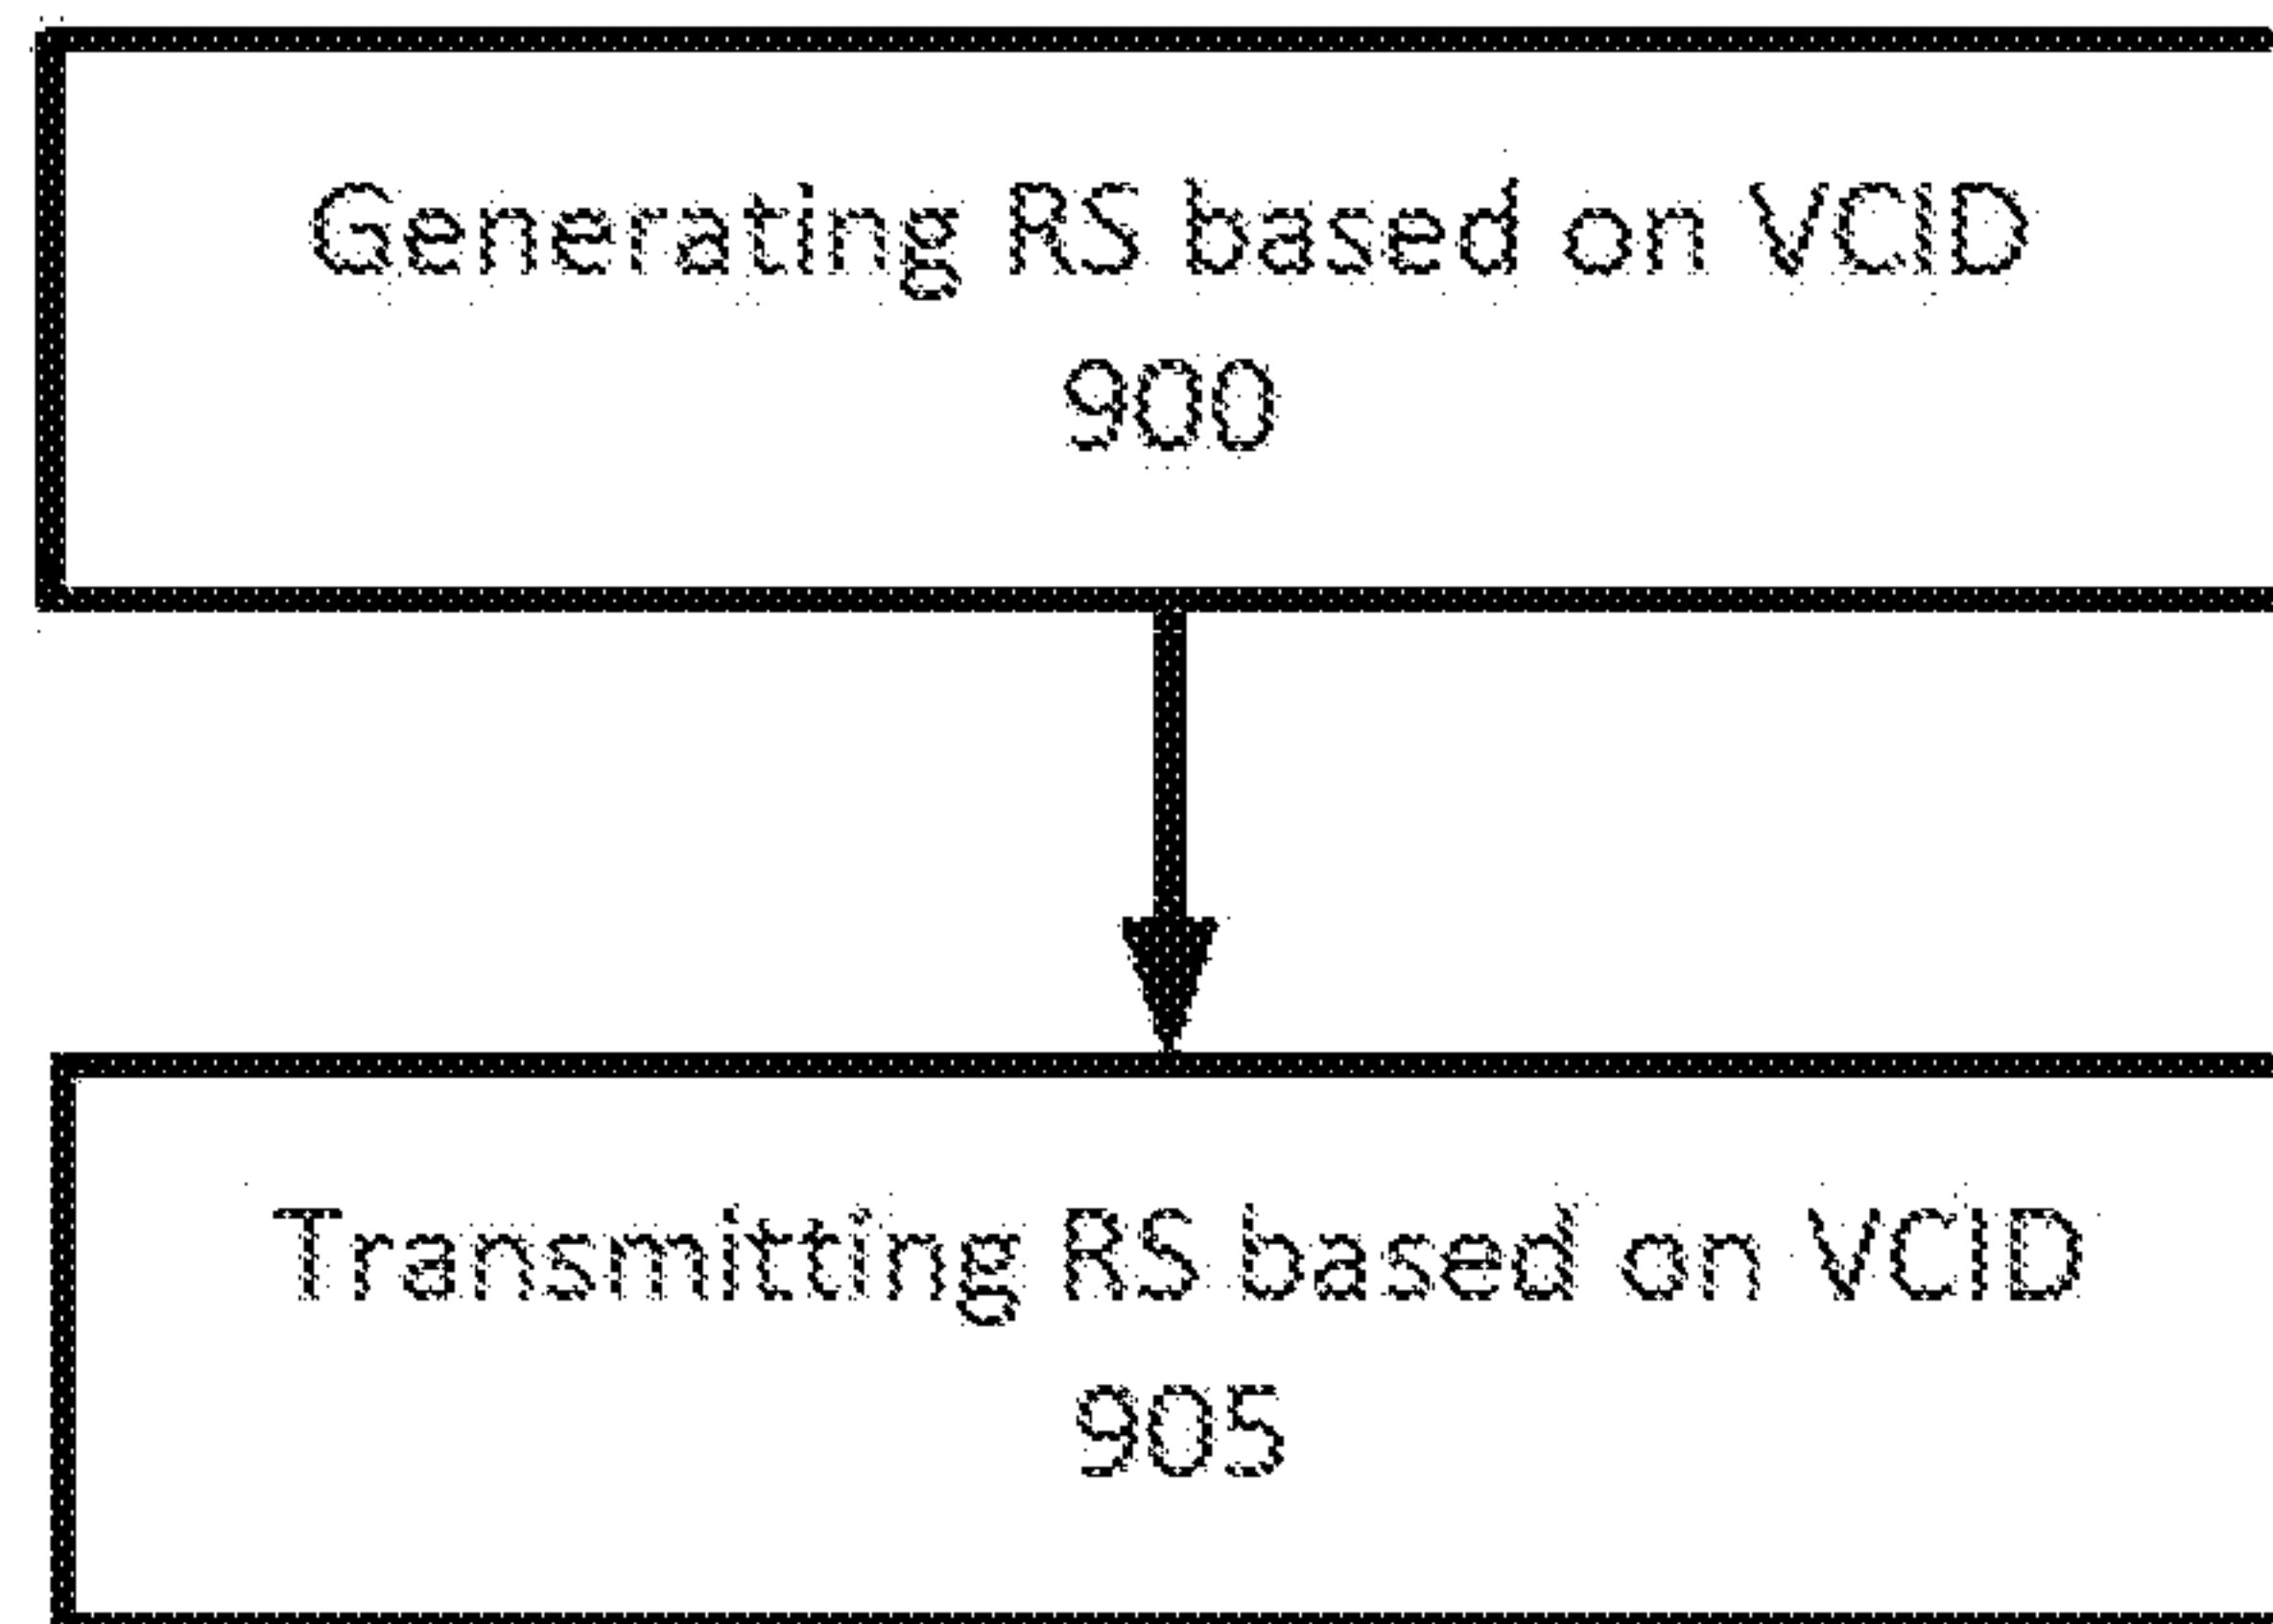 Generating RS based on VCID
900
Transmitting RS based on VCID
905